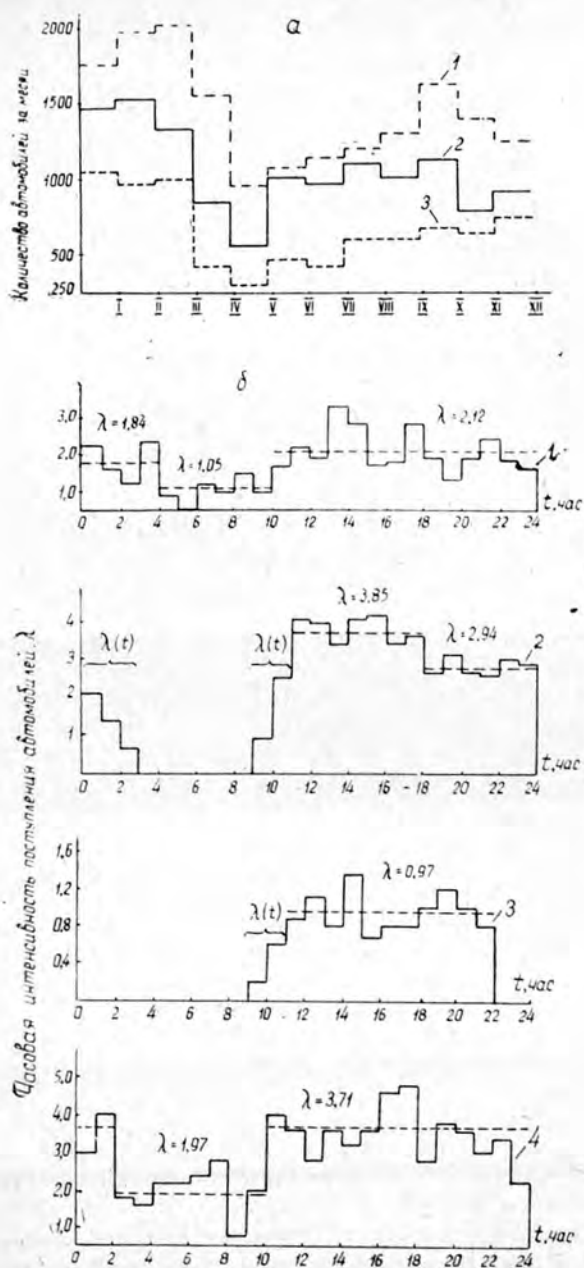 а
Количество автомобилей за месяц
2000
1500
1000
500
250
1
2
3
I II III IV V VI VII VIII IX X XI XII
б
Часовая интенсивность поступления автомобилей, λ
3,0
2,0
1,0
λ=1,84
λ=1,05
λ=2,12
1
0 2 4 6 8 10 12 14 16 18 20 22 24
t, час
4
3
2
1
λ(t)
λ(t)
λ=3,85
λ=2,94
2
t, час
0 2 4 6 8 10 12 14 16 18 20 22 24
1,6
1,2
0,8
0,4
λ(t)
λ=0,97
3
t, час
0 2 4 6 8 10 12 14 16 18 20 22 24
5,0
4,0
3,0
2,0
1,0
λ=1,97
λ=3,71
4
t, час
0 2 4 6 8 10 12 14 16 18 20 22 24